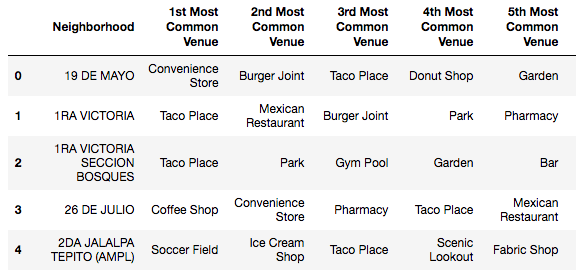 Neighborhood 1st Most Common Venue 2nd Most Common Venue 3rd Most Common Venue 4th Most Common Venue 5th Most Common Venue
0 19 DE MAYO Convenience Store Burger Joint Taco Place Donut Shop Garden
1 1RA VICTORIA Taco Place Mexican Restaurant Burger Joint Park Pharmacy
2 1RA VICTORIA SECCION BOSQUES Taco Place Park Gym Pool Garden Bar
3 26 DE JULIO Coffee Shop Convenience Store Pharmacy Taco Place Mexican Restaurant
4 2DA JALALPA TEPITO (AMPL) Soccer Field Ice Cream Shop Taco Place Scenic Lookout Fabric Shop